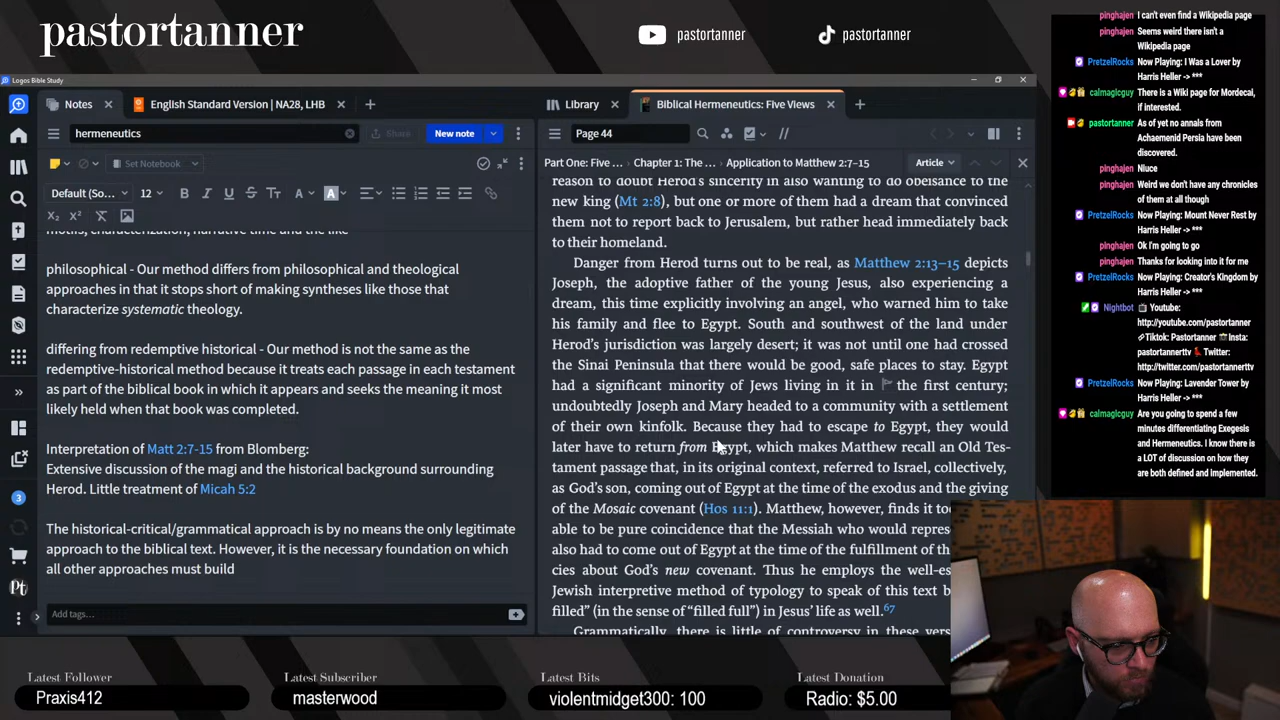 pastortanner
pastortanner
pastortanner
Logos Bible Study
Notes
English Standard Version | NA28, LHB
Library
Biblical Hermeneutics: Five Views
hermeneutics
Share
New note
Page 44
Set Notebook
Part One: Five ... › Chapter 1: The ... › Application to Matthew 2:7–15
Article
Default (So...
12
motifs, characterization, narrative time and the like
philosophical - Our method differs from philosophical and theological
approaches in that it stops short of making syntheses like those that
characterize systematic theology.
differing from redemptive historical - Our method is not the same as the
redemptive-historical method because it treats each passage in each testament
as part of the biblical book in which it appears and seeks the meaning it most
likely held when that book was completed.
Interpretation of Matt 2:7-15 from Blomberg:
Extensive discussion of the magi and the historical background surrounding
Herod. Little treatment of Micah 5:2
The historical-critical/grammatical approach is by no means the only legitimate
approach to the biblical text. However, it is the necessary foundation on which
all other approaches must build
Add tags...
3
Pt
reason to doubt Herod's sincerity in also wanting to do obeisance to the
new king (Mt 2:8), but one or more of them had a dream that convinced
them not to report back to Jerusalem, but rather head immediately back
to their homeland.
Danger from Herod turns out to be real, as Matthew 2:13–15 depicts
Joseph, the adoptive father of the young Jesus, also experiencing a
dream, this time explicitly involving an angel, who warned him to take
his family and flee to Egypt. South and southwest of the land under
Herod's jurisdiction was largely desert; it was not until one had crossed
the Sinai Peninsula that there would be good, safe places to stay. Egypt
had a significant minority of Jews living in it in the first century;
undoubtedly Joseph and Mary headed to a community with a settlement
of their own kinfolk. Because they had to escape to Egypt, they would
later have to return from Egypt, which makes Matthew recall an Old Tes-
tament passage that, in its original context, referred to Israel, collectively,
as God's son, coming out of Egypt at the time of the exodus and the giving
of the Mosaic covenant (Hos 11:1). Matthew, however, finds it too
able to be pure coincidence that the Messiah who would
also had to come out of Egypt at the time of the fulfillment of the
cies about God's new covenant. Thus he employs the
Jewish interpretive method of typology to speak of this text
filled" (in the sense of "filled full") in Jesus' life as well.67
Grammatically, there is little of controversy in these
pinghajen I can't even find a Wikipedia page
pinghajen Seems weird there isn't a
Wikipedia page
PretzelRocks Now Playing: I Was a Lover by
Harris Heller -> ***
calmagicguy There is a Wiki page for Mordecai,
if interested.
pastortanner As of yet no annals from
Achaemenid Persia have been
discovered.
pinghajen Niuce
pinghajen Weird we don't have any chronicles
of them at all though
PretzelRocks Now Playing: Mount Never Rest by
Harris Heller -> ***
pinghajen Ok I'm going to go
pinghajen Thanks for looking into it for me
PretzelRocks Now Playing: Creator's Kingdom by
Harris Heller -> ***
Nightbot Youtube:
http://youtube.com/pastortanner
Tiktok: Pastortanner Insta:
pastortannerttv Twitter:
http://twitter.com/pastortannerttv
PretzelRocks Now Playing: Lavender Tower by
Harris Heller -> ***
calmagicguy Are you going to spend a few
minutes differentiating Exegesis
and Hermeneutics. I know there is
a LOT of discussion on how they
are both defined and Implemented.
Latest Follower
Praxis412
Latest Subscriber
masterwood
Latest Bits
violentmidget300: 100
Latest Donation
Radio: $5.00